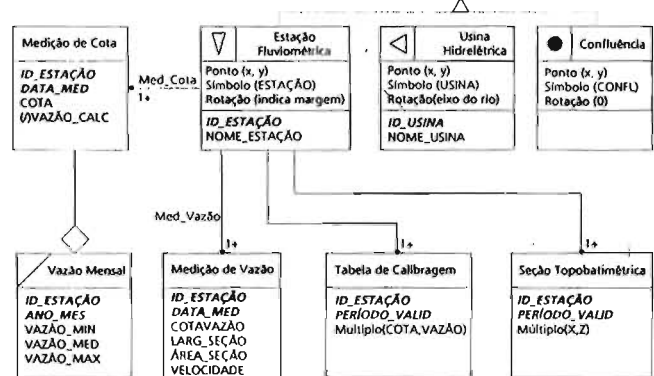 Medição de Cota
ID_ESTAÇÃO
DATA_MED
COTA
(/)VAZÃO_CALC
Med_Cota
1+
Estação
Fluviométrica
Ponto (x, y)
Símbolo (ESTAÇÃO)
Rotação (indica margem)
ID_ESTAÇÃO
NOME_ESTAÇÃO
Usina
Hidrelétrica
Ponto (x, y)
Símbolo (USINA)
Rotação(eixo do rio)
ID_USINA
NOME_USINA
Confluência
Ponto (x, y)
Símbolo (CONFL)
Rotação (0)
Med_Vazão
1+
1+
1+
Vazão Mensal
ID_ESTAÇÃO
ANO_MES
VAZÃO_MIN
VAZÃO_MED
VAZÃO_MAX
Medição de Vazão
ID_ESTAÇÃO
DATA_MED
COTAVAZÃO
LARG_SEÇÃO
ÁREA_SEÇÃO
VELOCIDADE
Tabela de Calibragem
ID_ESTAÇÃO
PERÍODO_VALID
Multiplo(COTA,VAZÃO)
Seção Topobatimétrica
ID_ESTAÇÃO
PERÍODO_VALID
Múltiplo(X,Z)